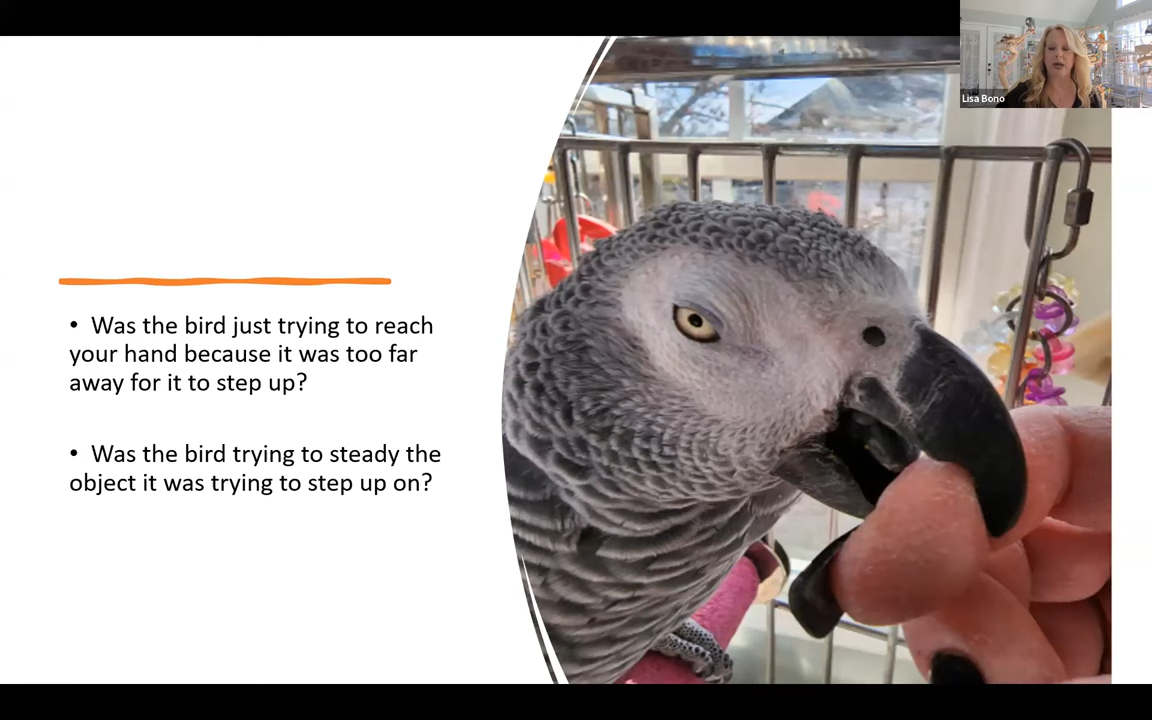 Lisa Bono
• Was the bird just trying to reach
your hand because it was too far
away for it to step up?
• Was the bird trying to steady the
object it was trying to step up on?